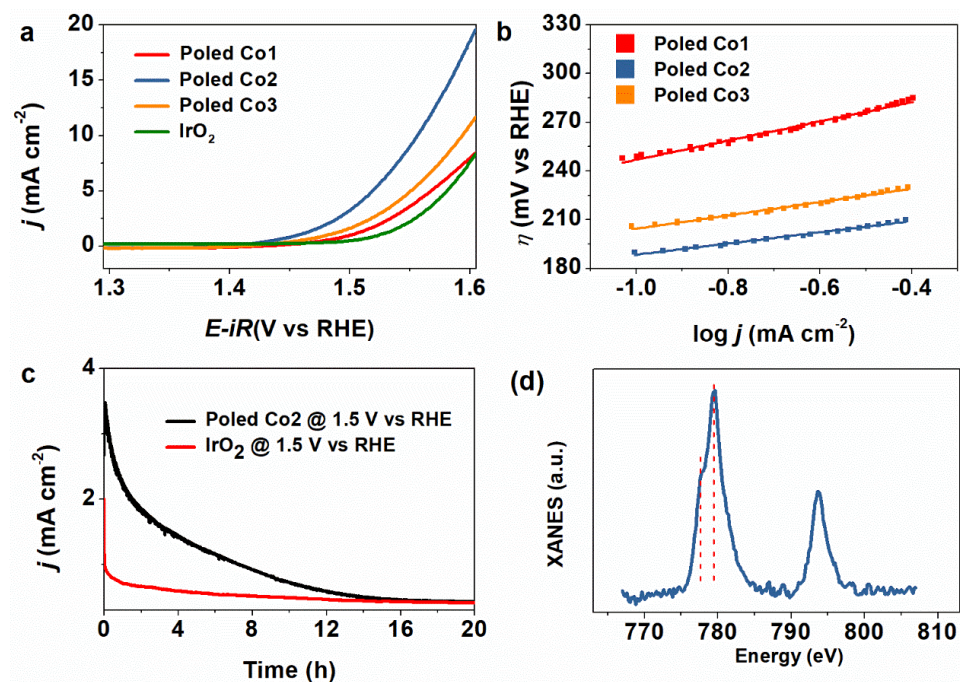 a
Poled Co1
Poled Co2
Poled Co3
IrO2
j (mA cm-2)
20
15
10
5
0
1.3
1.4
1.5
1.6
E-iR(V vs RHE)
b
Poled Co1
Poled Co2
Poled Co3
η (mV vs RHE)
270
240
210
180
-1.0
-0.8
-0.6
-0.4
log j (mA cm-2)
c
Poled Co2 @ 1.5 V vs RHE
IrO2 @ 1.5 V vs RHE
j (mA cm-2)
4
2
0
4
8
12
16
20
Time (h)
(d)
XANES (a.u.)
770
780
790
800
810
Energy (eV)